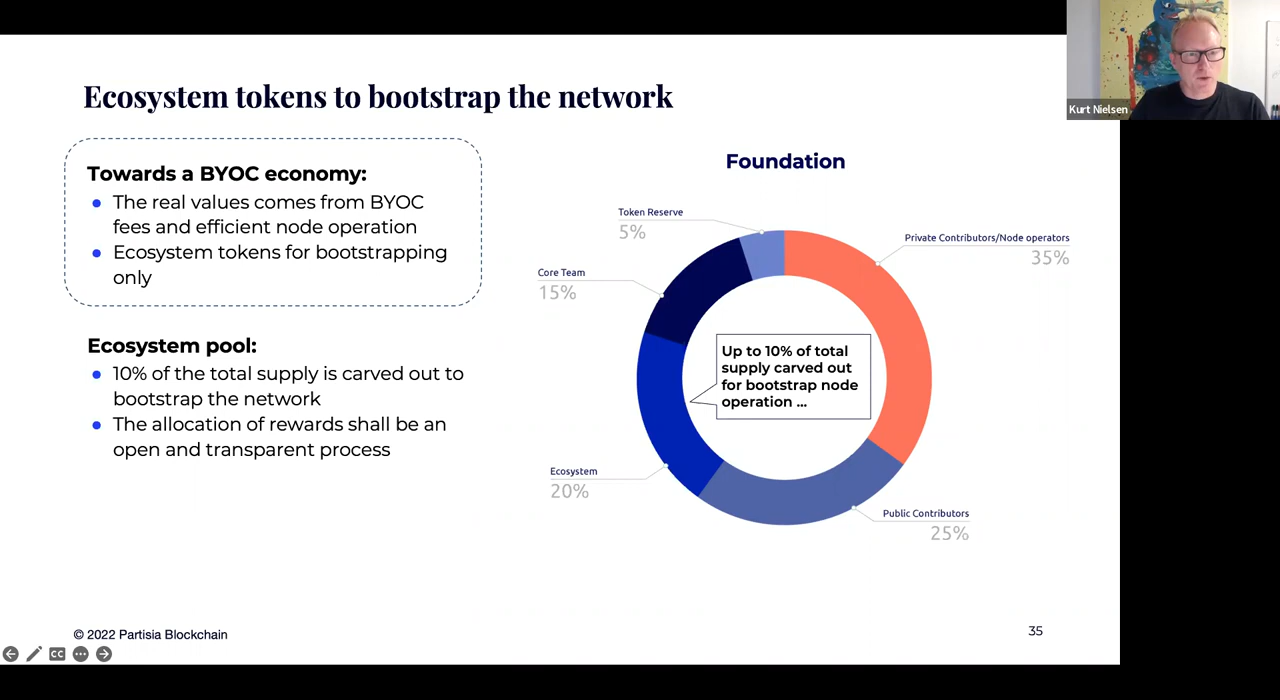 Kurt Nielsen
Ecosystem tokens to bootstrap the network
Towards a BYOC economy:
● The real values comes from BYOC
fees and efficient node operation
● Ecosystem tokens for bootstrapping
only
Ecosystem pool:
● 10% of the total supply is carved out to
bootstrap the network
● The allocation of rewards shall be an
open and transparent process
Foundation
Token Reserve
5%
Private Contributors/Node operators
35%
Core Team
15%
Up to 10% of total
supply carved out
for bootstrap node
operation ...
Ecosystem
20%
Public Contributors
25%
© 2022 Partisia Blockchain
35
CC